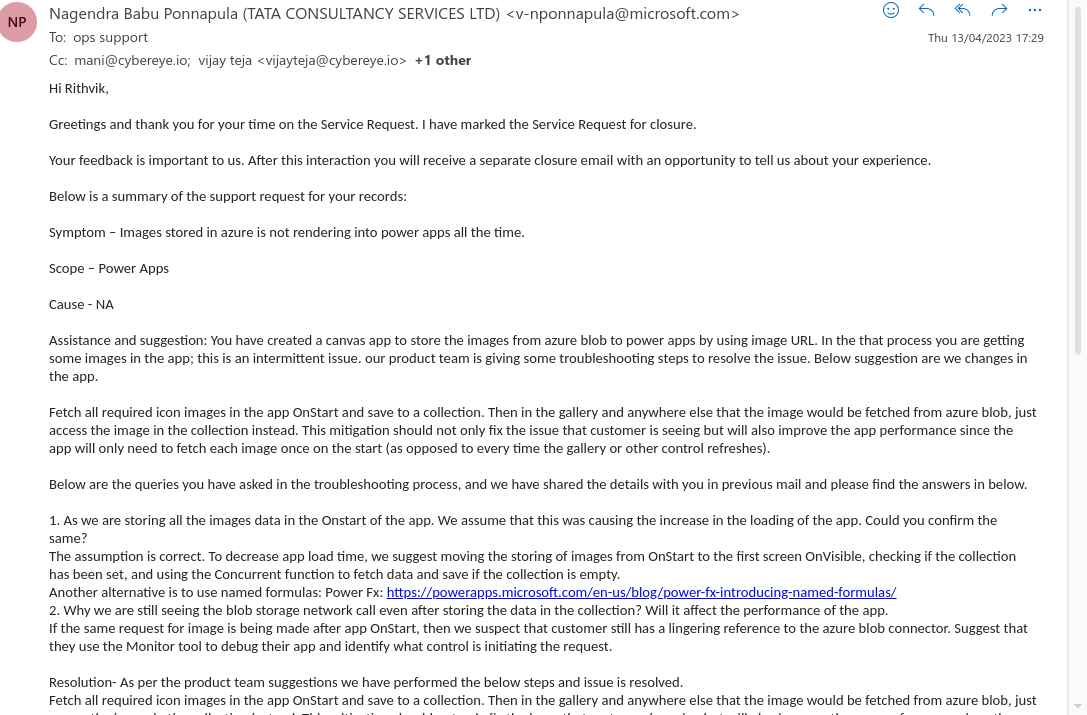 NP
Nagendra Babu Ponnapula (TATA CONSULTANCY SERVICES LTD) <v-nponnapula@microsoft.com>
To: ops support
Thu 13/04/2023 17:29
Cc: mani@cybereye.io; vijay teja <vijayteja@cybereye.io> +1 other
Hi Rithvik,
Greetings and thank you for your time on the Service Request. I have marked the Service Request for closure.
Your feedback is important to us. After this interaction you will receive a separate closure email with an opportunity to tell us about your experience.
Below is a summary of the support request for your records:
Symptom – Images stored in azure is not rendering into power apps all the time.
Scope – Power Apps
Cause - NA
Assistance and suggestion: You have created a canvas app to store the images from azure blob to power apps by using image URL. In the that process you are getting
some images in the app; this is an intermittent issue. our product team is giving some troubleshooting steps to resolve the issue. Below suggestion are we changes in
the app.
Fetch all required icon images in the app OnStart and save to a collection. Then in the gallery and anywhere else that the image would be fetched from azure blob, just
access the image in the collection instead. This mitigation should not only fix the issue that customer is seeing but will also improve the app performance since the
app will only need to fetch each image once on the start (as opposed to every time the gallery or other control refreshes).
Below are the queries you have asked in the troubleshooting process, and we have shared the details with you in previous mail and please find the answers in below.
1. As we are storing all the images data in the Onstart of the app. We assume that this was causing the increase in the loading of the app. Could you confirm the
same?
The assumption is correct. To decrease app load time, we suggest moving the storing of images from OnStart to the first screen OnVisible, checking if the collection
has been set, and using the Concurrent function to fetch data and save if the collection is empty.
Another alternative is to use named formulas: Power Fx: https://powerapps.microsoft.com/en-us/blog/power-fx-introducing-named-formulas/
2. Why we are still seeing the blob storage network call even after storing the data in the collection? Will it affect the performance of the app.
If the same request for image is being made after app OnStart, then we suspect that customer still has a lingering reference to the azure blob connector. Suggest that
they use the Monitor tool to debug their app and identify what control is initiating the request.
Resolution- As per the product team suggestions we have performed the below steps and issue is resolved.
Fetch all required icon images in the app OnStart and save to a collection. Then in the gallery and anywhere else that the image would be fetched from azure blob, just